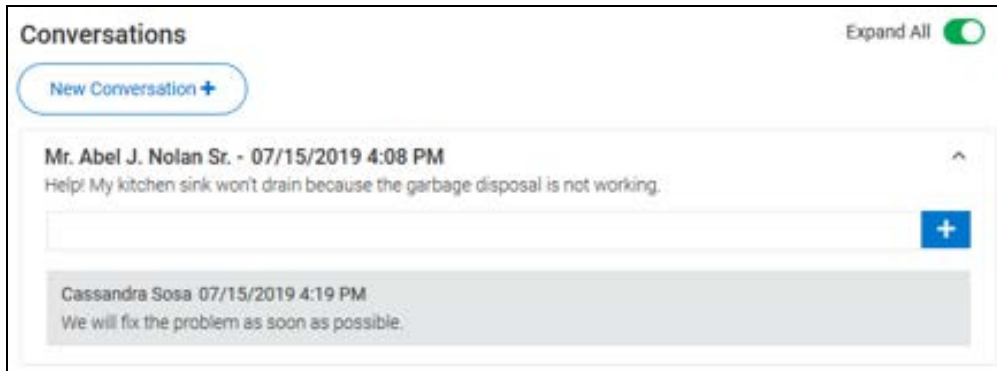 Conversations
Expand All
New Conversation +
Mr. Abel J. Nolan Sr. - 07/15/2019 4:08 PM
Help! My kitchen sink won't drain because the garbage disposal is not working.
+
Cassandra Sosa 07/15/2019 4:19 PM
We will fix the problem as soon as possible.